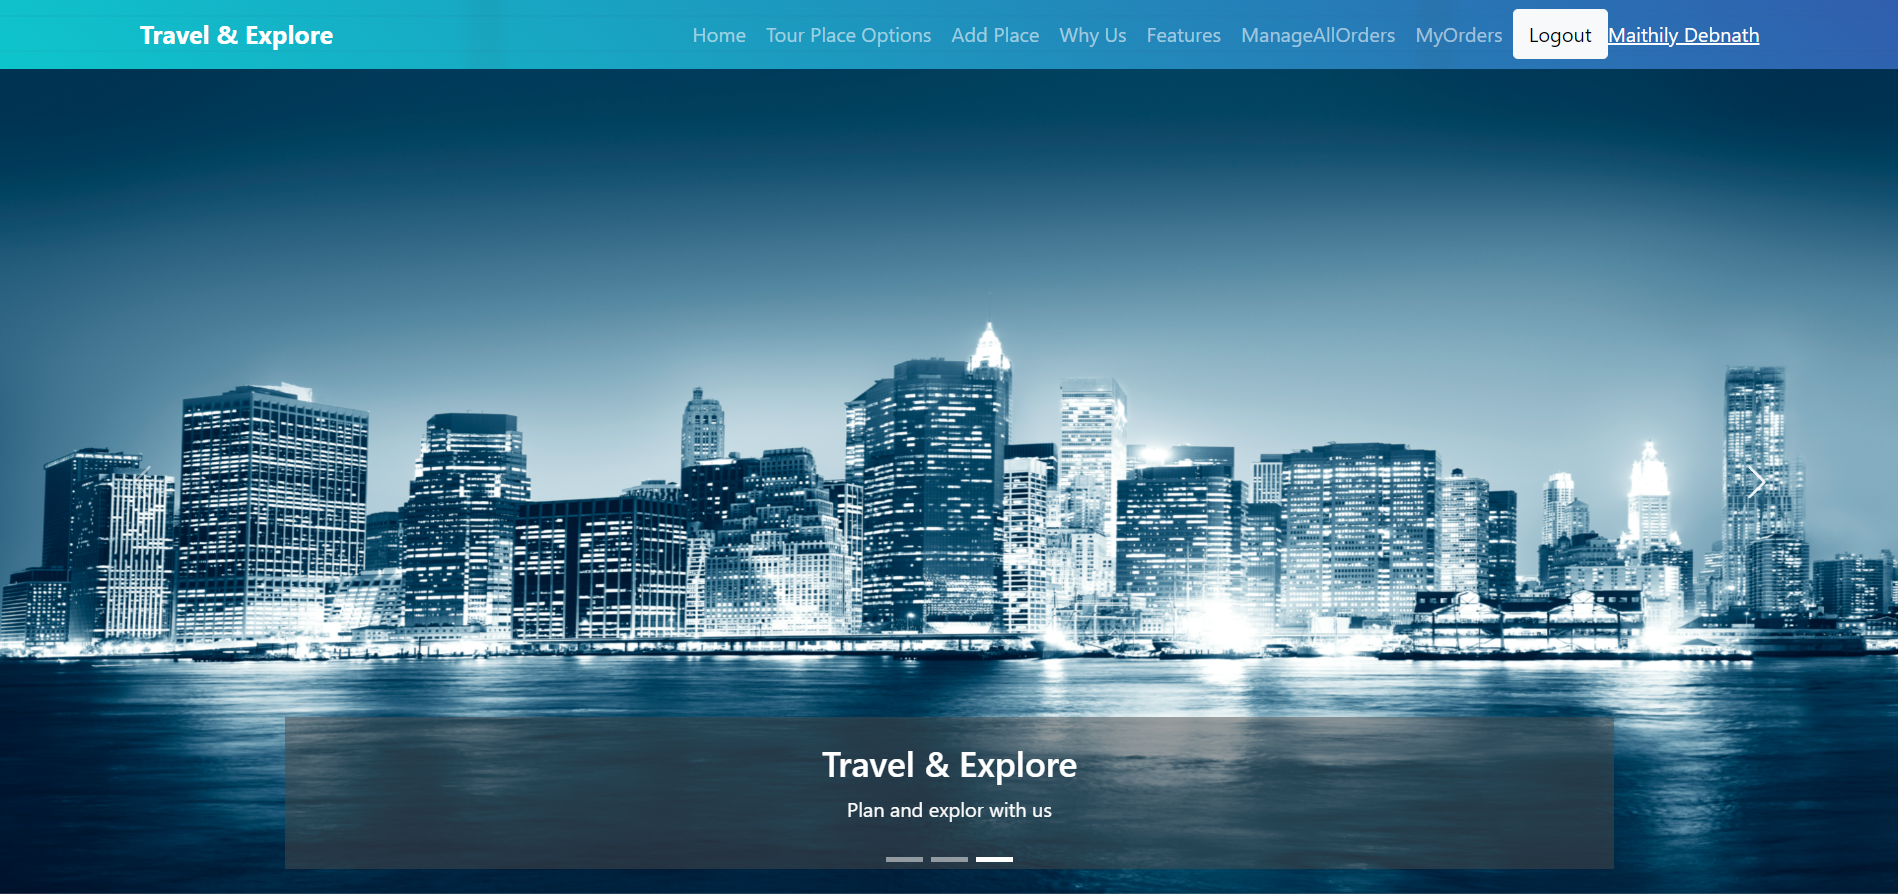 Travel & Explore Home Tour Place Options Add Place Why Us Features ManageAllOrders MyOrders Logout Maithily Debnath
Travel & Explore
Plan and explor with us